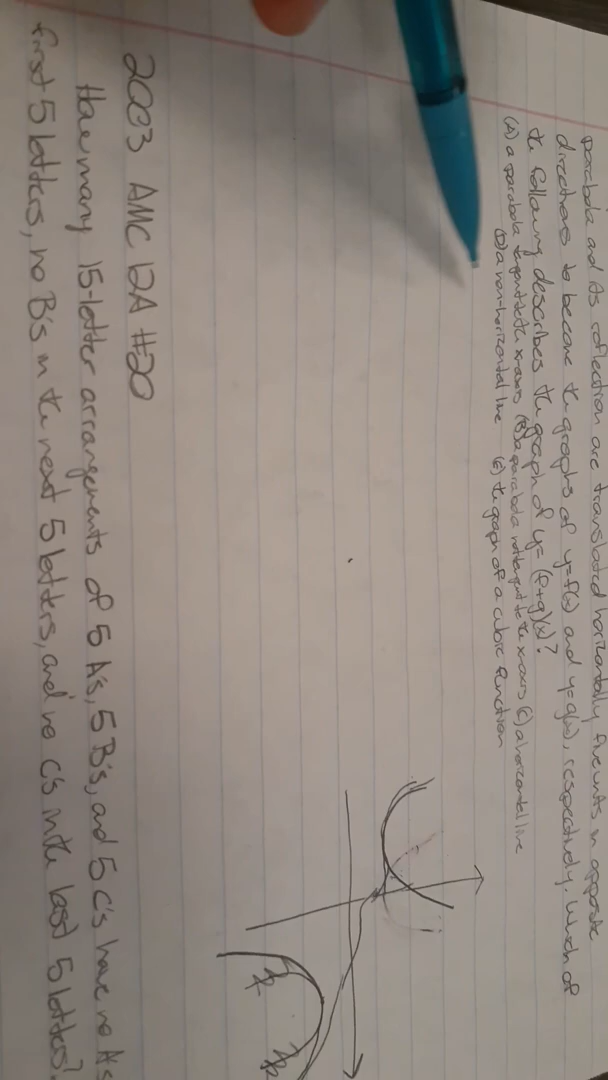 parabola and its reflection are translated horizontally five units in opposite
directions to become the graphs of y=f(x) and y=g(x), respectively. Which of
the following describes the graph of y=(f+g)(x)?
(A) a parabola tangent to the x-axis (B) a parabola not tangent to the x-axis (C) a horizontal line
(D) a non-horizontal line (E) the graph of a cubic function
2003 AMC 12A #20
How many 15-letter arrangements of 5 A's, 5 B's, and 5 C's have no A's
first 5 letters, no B's in the next 5 letters, and no C's in the last 5 letters?